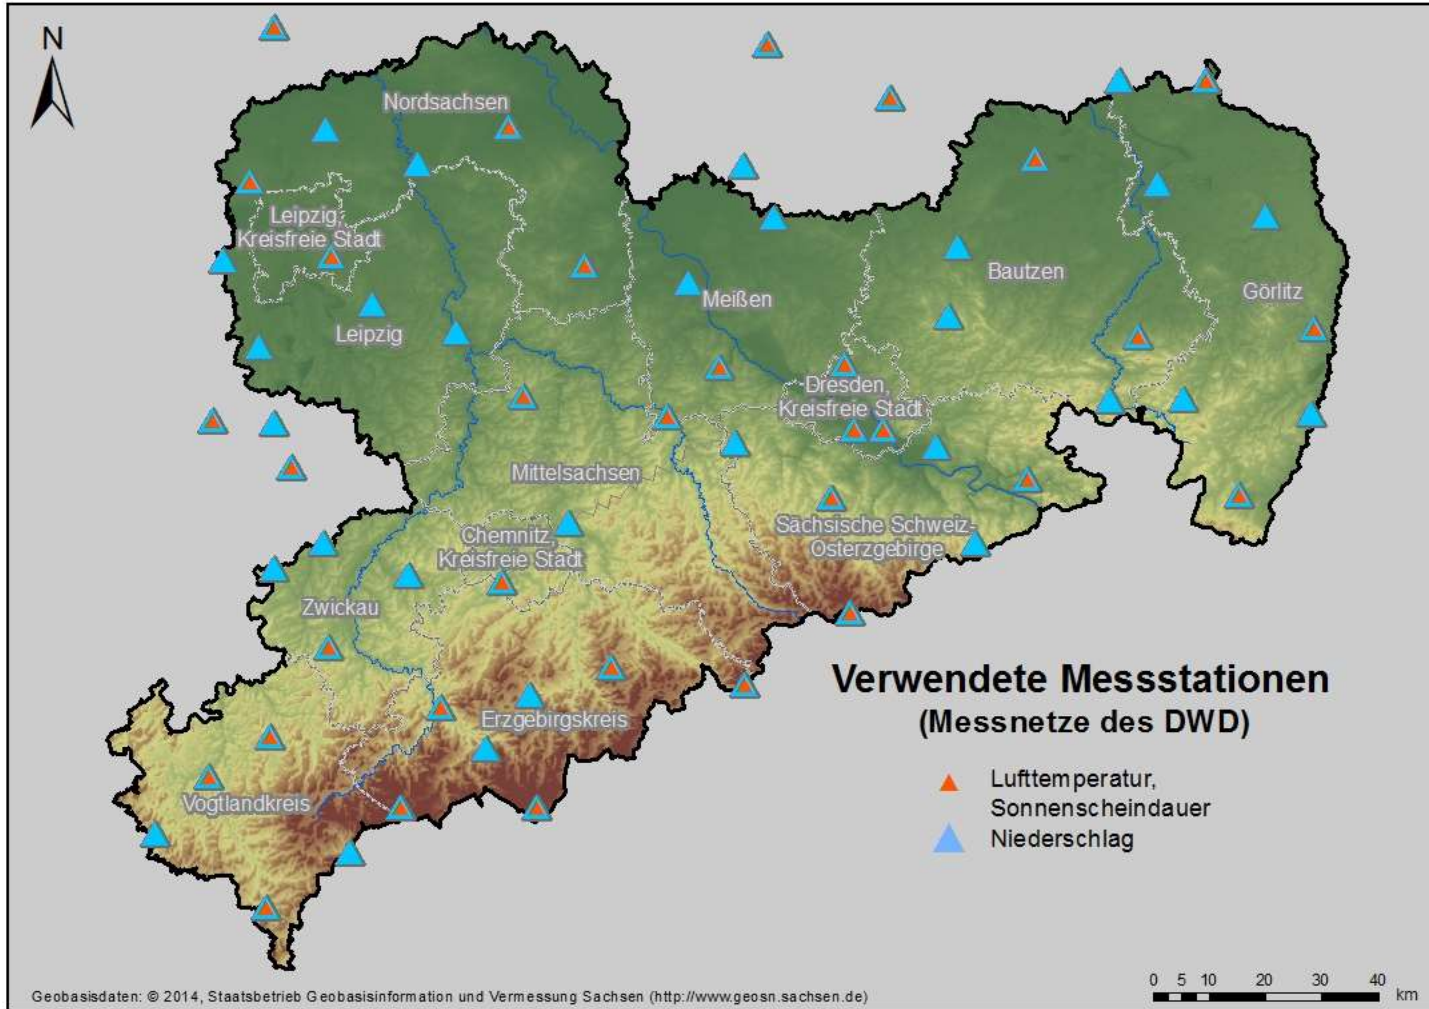 N
Nordsachsen
Leipzig,
Kreisfreie Stadt
Leipzig
Meißen
Bautzen
Görlitz
Dresden,
Kreisfreie Stadt
Mittelsachsen
Sächsische Schweiz-
Osterzgebirge
Chemnitz,
Kreisfreie Stadt
Zwickau
Erzgebirgskreis
Vogtlandkreis
Verwendete Messstationen
(Messnetze des DWD)
Lufttemperatur,
Sonnenscheindauer
Niederschlag
0 5 10 20 30 40
km
Geobasisdaten: © 2014, Staatsbetrieb Geobasisinformation und Vermessung Sachsen (http://www.geosn.sachsen.de)